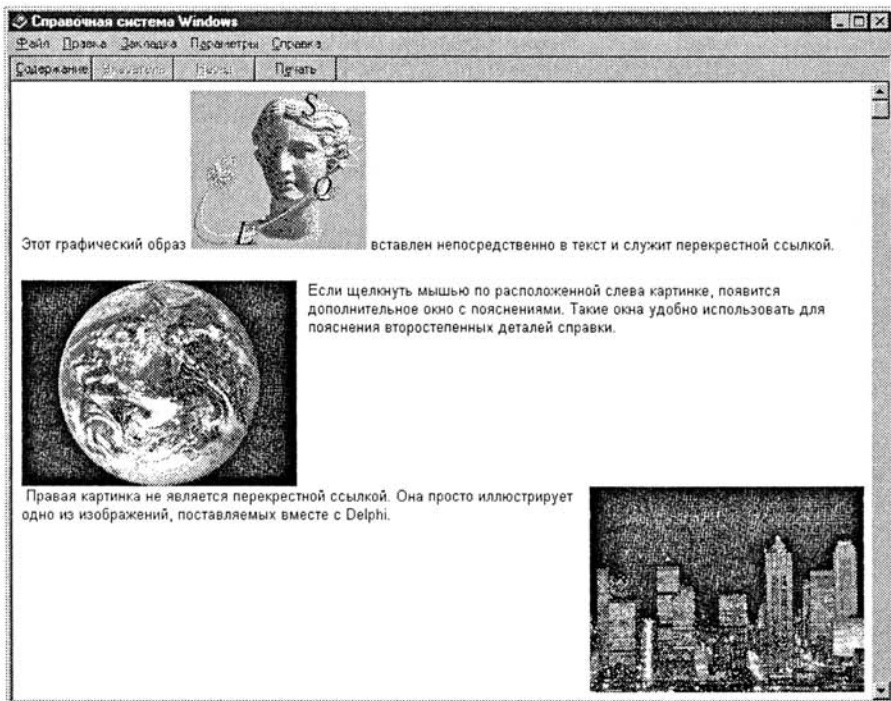 Справочная система Windows
Файл Правка Закладка Параметры Справка
Содержание Указатель Назад Печать
S
Q
L
Этот графический образ вставлен непосредственно в текст и служит перекрестной ссылкой.
Если щелкнуть мышью по расположенной слева картинке, появится
дополнительное окно с пояснениями. Такие окна удобно использовать для
пояснения второстепенных деталей справки.
Правая картинка не является перекрестной ссылкой. Она просто иллюстрирует
одно из изображений, поставляемых вместе с Delphi.